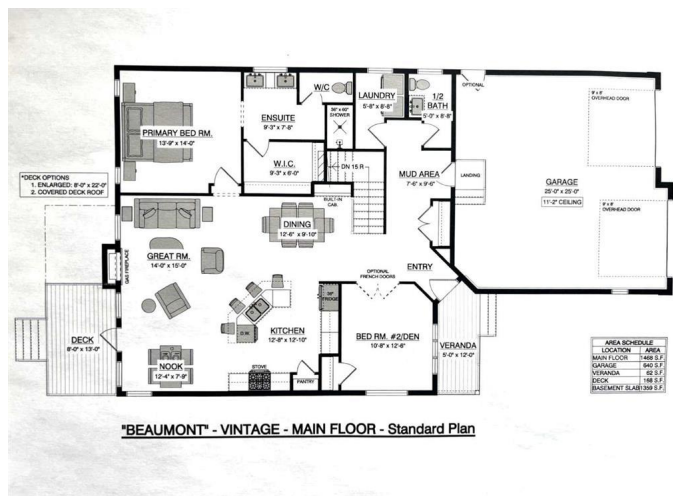 OPTIONAL
W/C
LAUNDRY
5'-8" x 8'-8"
1/2
BATH
5'-0" x 8'-8"
9' x 8'
OVERHEAD DOOR
ENSUITE
9'-3" x 7'-8"
36" x 60"
SHOWER
PRIMARY BED RM.
13'-9" x 14'-0"
W.I.C.
9'-3" x 6'-0"
DN 15 R
MUD AREA
7'-6" x 9'-6"
LANDING
GARAGE
25'-0" x 25'-0"
11'-2" CEILING
*DECK OPTIONS
1. ENLARGED: 8'-0" x 22'-0"
2. COVERED DECK ROOF
BUILT-IN
CAB.
9' x 8'
OVERHEAD DOOR
DINING
12'-6" x 9'-10"
GREAT RM.
14'-0" x 15'-0"
GAS FIREPLACE
ENTRY
OPTIONAL
FRENCH DOORS
36"
FRIDGE
D.W.
KITCHEN
12'-8" x 12'-10"
BED RM. #2/DEN
10'-8" x 12'-6"
VERANDA
5'-0" x 12'-0"
DECK
8'-0" x 13'-0"
NOOK
12'-4" x 7'-9"
STOVE
PANTRY
AREA SCHEDULE
LOCATION AREA
MAIN FLOOR 1468 S.F.
GARAGE 640 S.F.
VERANDA 62 S.F.
DECK 168 S.F.
BASEMENT SLAB 1359 S.F.
"BEAUMONT" - VINTAGE - MAIN FLOOR - Standard Plan